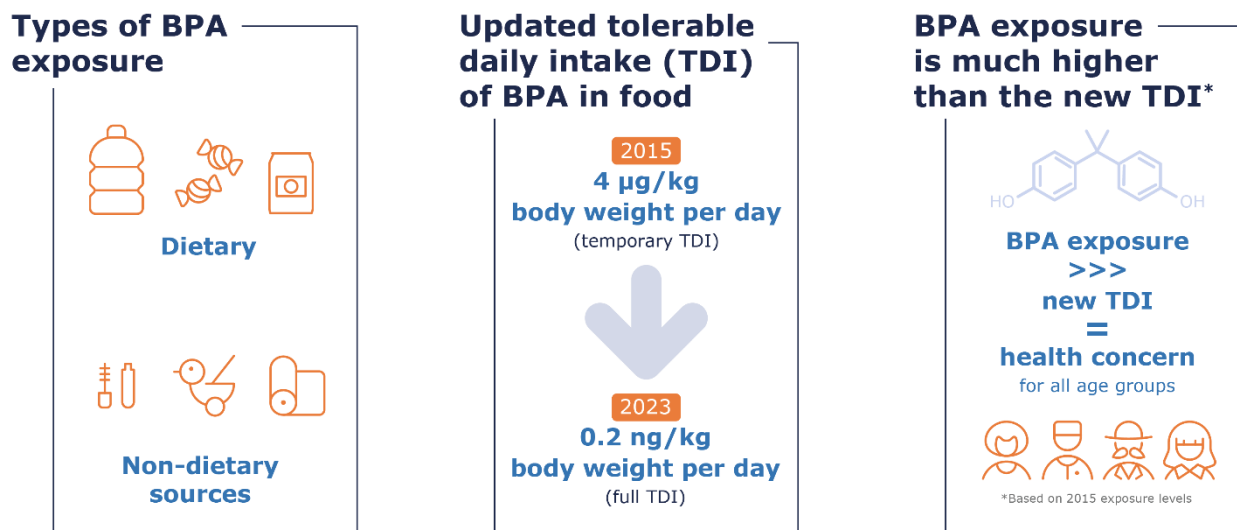 Types of BPA
exposure
Dietary
Non-dietary
sources
Updated tolerable
daily intake (TDI)
of BPA in food
2015
4 µg/kg
body weight per day
(temporary TDI)
2023
0.2 ng/kg
body weight per day
(full TDI)
BPA exposure
is much higher
than the new TDI*
HO
OH
BPA exposure
>>>
new TDI
=
health concern
for all age groups
*Based on 2015 exposure levels